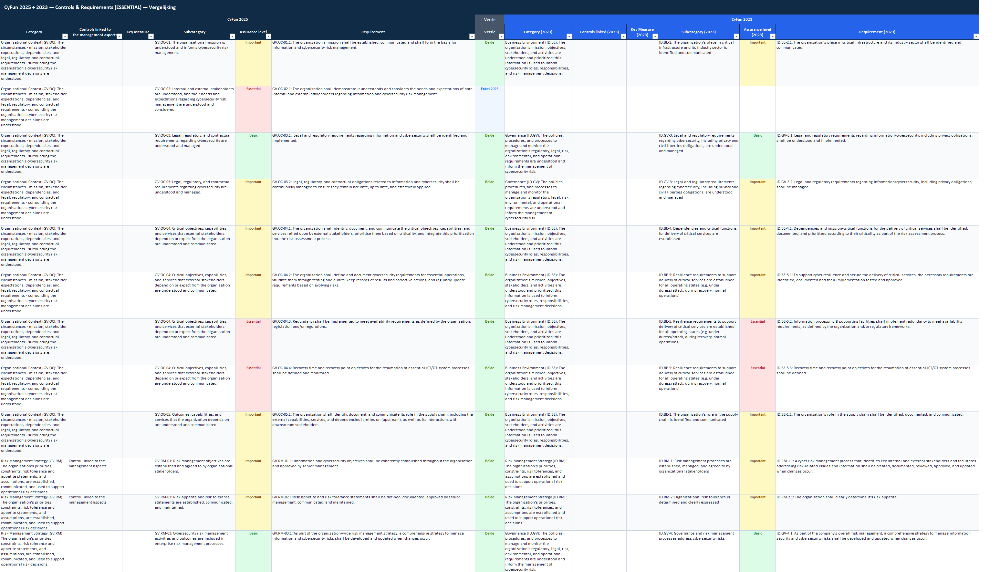 CyFun 2025 + 2023 — Controls & Requirements (ESSENTIAL) — Vergelijking
CyFun 2025
Versie
CyFun 2023
Category
Controls linked to
the management aspects
Key Measure
Subcategory
Assurance level
Requirement
Versie
Category (2023)
Controls linked (2023)
Key Measure
(2023)
Subcategory (2023)
Assurance level
(2023)
Requirement (2023)
Organisational Context (GV.OC): The
circumstances - mission, stakeholder
expectations, dependencies, and
legal, regulatory, and contractual
requirements - surrounding the
organisation's cybersecurity risk
management decisions are
understood.
GV.OC-01: The organisational mission is
understood and informs cybersecurity risk
management.
Important
GV.OC-01.1: The organisation's mission shall be established, communicated and shall form the basis for
information and cybersecurity risk management.
Beide
Business Environment (ID.BE): The
organization's mission, objectives,
stakeholders, and activities are
understood and prioritized; this
information is used to inform
cybersecurity roles, responsibilities,
and risk management decisions.
ID.BE-2: The organization's place in critical
infrastructure and its industry sector is
identified and communicated
Important
ID.BE-2.1: The organization's place in critical infrastructure and its industry sector shall be identified and
communicated.
Organisational Context (GV.OC): The
circumstances - mission, stakeholder
expectations, dependencies, and
legal, regulatory, and contractual
requirements - surrounding the
organisation's cybersecurity risk
management decisions are
understood.
GV.OC-02: Internal and external stakeholders
are understood, and their needs and
expectations regarding cybersecurity risk
management are understood and
considered.
Essential
GV.OC-02.1: The organisation shall demonstrate it understands and considers the needs and expectations of both
internal and external stakeholders regarding information and cybersecurity risk management.
Enkel 2025
Organisational Context (GV.OC): The
circumstances - mission, stakeholder
expectations, dependencies, and
legal, regulatory, and contractual
requirements - surrounding the
organisation's cybersecurity risk
management decisions are
understood.
GV.OC-03: Legal, regulatory, and contractual
requirements regarding cybersecurity are
understood and managed.
Basic
GV.OC-03.1:  Legal and regulatory requirements regarding information and cybersecurity shall be identified and
implemented.
Beide
Governance (ID.GV): The policies,
procedures, and processes to
manage and monitor the
organization's regulatory, legal, risk,
environmental, and operational
requirements are understood and
inform the management of
cybersecurity risk.
ID.GV-3: Legal and regulatory requirements
regarding cybersecurity, including privacy and
civil liberties obligations, are understood
and managed
Basic
ID.GV-3.1: Legal and regulatory requirements regarding information/cybersecurity, including privacy obligations,
shall be understood and implemented.
Organisational Context (GV.OC): The
circumstances - mission, stakeholder
expectations, dependencies, and
legal, regulatory, and contractual
requirements - surrounding the
organisation's cybersecurity risk
management decisions are
understood.
GV.OC-03: Legal, regulatory, and contractual
requirements regarding cybersecurity are
understood and managed.
Important
GV.OC-03.2: Legal, regulatory, and contractual obligations related to information and cybersecurity shall be
continuously managed to ensure they remain accurate, up to date, and effectively applied.
Beide
Governance (ID.GV): The policies,
procedures, and processes to
manage and monitor the
organization's regulatory, legal, risk,
environmental, and operational
requirements are understood and
inform the management of
cybersecurity risk.
ID.GV-3: Legal and regulatory requirements
regarding cybersecurity, including privacy and
civil liberties obligations, are understood
and managed
Important
ID.GV-3.2: Legal and regulatory requirements regarding information/cybersecurity, including privacy obligations,
shall be managed.
Organisational Context (GV.OC): The
circumstances - mission, stakeholder
expectations, dependencies, and
legal, regulatory, and contractual
requirements - surrounding the
organisation's cybersecurity risk
management decisions are
understood.
GV.OC-04: Critical objectives, capabilities,
and services that external stakeholders
depend on or expect from the organisation
are understood and communicated.
Important
GV.OC-04.1: The organisation shall identify, document, and communicate the critical objectives, capabilities, and
services relied upon by external stakeholders, prioritise them based on criticality, and integrate this prioritisation
into the risk assessment process.
Beide
Business Environment (ID.BE): The
organization's mission, objectives,
stakeholders, and activities are
understood and prioritized; this
information is used to inform
cybersecurity roles, responsibilities,
and risk management decisions.
ID.BE-4: Dependencies and critical functions
for delivery of critical services are
established
Important
ID.BE-4.1: Dependencies and mission-critical functions for the delivery of critical services shall be identified,
documented, and prioritized according to their criticality as part of the risk assessment process.
Organisational Context (GV.OC): The
circumstances - mission, stakeholder
expectations, dependencies, and
legal, regulatory, and contractual
requirements - surrounding the
organisation's cybersecurity risk
management decisions are
understood.
GV.OC-04: Critical objectives, capabilities,
and services that external stakeholders
depend on or expect from the organisation
are understood and communicated.
Important
GV.OC-04.2: The organisation shall define and document cybersecurity requirements for essential operations,
validate them through testing and audits, keep records of results and corrective actions, and regularly update
requirements based on evolving risks.
Beide
Business Environment (ID.BE): The
organization's mission, objectives,
stakeholders, and activities are
understood and prioritized; this
information is used to inform
cybersecurity roles, responsibilities,
and risk management decisions.
ID.BE-5: Resilience requirements to support
delivery of critical services are established
for all operating states (e.g. under
duress/attack, during recovery, normal
operations)
Important
ID.BE-5.1: To support cyber resilience and secure the delivery of critical services, the necessary requirements are
identified, documented and their implementation tested and approved.
Organisational Context (GV.OC): The
circumstances - mission, stakeholder
expectations, dependencies, and
legal, regulatory, and contractual
requirements - surrounding the
organisation's cybersecurity risk
management decisions are
understood.
GV.OC-04: Critical objectives, capabilities,
and services that external stakeholders
depend on or expect from the organisation
are understood and communicated.
Essential
GV.OC-04.3: Redundancy shall be implemented to meet availability requirements as defined by the organisation,
legislation and/or regulations.
Beide
Business Environment (ID.BE): The
organization's mission, objectives,
stakeholders, and activities are
understood and prioritized; this
information is used to inform
cybersecurity roles, responsibilities,
and risk management decisions.
ID.BE-5: Resilience requirements to support
delivery of critical services are established
for all operating states (e.g. under
duress/attack, during recovery, normal
operations)
Essential
ID.BE-5.2: Information processing & supporting facilities shall implement redundancy to meet availability
requirements, as defined by the organization and/or regulatory frameworks.
Organisational Context (GV.OC): The
circumstances - mission, stakeholder
expectations, dependencies, and
legal, regulatory, and contractual
requirements - surrounding the
organisation's cybersecurity risk
management decisions are
understood.
GV.OC-04: Critical objectives, capabilities,
and services that external stakeholders
depend on or expect from the organisation
are understood and communicated.
Essential
GV.OC-04.4: Recovery time and recovery point objectives for the resumption of essential ICT/OT system processes
shall be defined and monitored.
Beide
Business Environment (ID.BE): The
organization's mission, objectives,
stakeholders, and activities are
understood and prioritized; this
information is used to inform
cybersecurity roles, responsibilities,
and risk management decisions.
ID.BE-5: Resilience requirements to support
delivery of critical services are established
for all operating states (e.g. under
duress/attack, during recovery, normal
operations)
Essential
ID.BE-5.3: Recovery time and recovery point objectives for the resumption of essential ICT/OT system processes
shall be defined.
Organisational Context (GV.OC): The
circumstances - mission, stakeholder
expectations, dependencies, and
legal, regulatory, and contractual
requirements - surrounding the
organisation's cybersecurity risk
management decisions are
understood.
GV.OC-05: Outcomes, capabilities, and
services that the organization depends on
are understood and communicated.
Important
GV.OC-05.1: The organization shall identify, document, and communicate its role in the supply chain, including the
external capabilities, services, and dependencies it relies on (upstream), as well as its interactions with
downstream stakeholders.
Beide
Business Environment (ID.BE): The
organization's mission, objectives,
stakeholders, and activities are
understood and prioritized; this
information is used to inform
cybersecurity roles, responsibilities,
and risk management decisions.
ID.BE-1: The organization's role in the supply
chain is identified and communicated
Important
ID.BE-1.1: The organization's role in the supply chain shall be identified, documented, and communicated.
Risk Management Strategy (GV.RM):
The organisation's priorities,
constraints, risk tolerance and
appetite statements, and
assumptions, are established,
communicated, and used to support
operational risk decisions.
Control linked to the
management aspects
GV.RM-01: Risk management objectives are
established and agreed to by organisational
stakeholders.
Important
GV.RM-01.1: Information and cybersecurity objectives shall be coherently established throughout the organisation
and approved by senior management.
Beide
Risk Management Strategy (ID.RM):
The organization's priorities,
constraints, risk tolerances, and
assumptions are established and
used to support operational risk
decisions.
ID.RM-1: Risk management processes are
established, managed, and agreed to by
organizational stakeholders
Important
ID.RM-1.1: A cyber risk management process that identifies key internal and external stakeholders and facilitates
addressing risk-related issues and information shall be created, documented, reviewed, approved, and updated
when changes occur.
Risk Management Strategy (GV.RM):
The organisation's priorities,
constraints, risk tolerance and
appetite statements, and
assumptions, are established,
communicated, and used to support
operational risk decisions.
Control linked to the
management aspects
GV.RM-02: Risk appetite and risk tolerance
statements are established, communicated,
and maintained.
Important
GV.RM-02.1:Risk appetite and risk tolerance statements shall be defined, documented, approved by senior
management, communicated, and maintained.
Beide
Risk Management Strategy (ID.RM):
The organization's priorities,
constraints, risk tolerances, and
assumptions are established and
used to support operational risk
decisions.
ID.RM-2: Organizational risk tolerance is
determined and clearly expressed
Important
ID.RM-2.1: The organization shall clearly determine it's risk appetite.
Risk Management Strategy (GV.RM):
The organisation's priorities,
constraints, risk tolerance and
appetite statements, and
assumptions, are established,
communicated, and used to support
operational risk decisions.
GV.RM-03: Cybersecurity risk management
activities and outcomes are included in
enterprise risk management processes.
Basic
GV.RM-03.1: As part of the organisation-wide risk management strategy, a comprehensive strategy to manage
information and cybersecurity risks shall be developed and updated when changes occur.
Beide
Governance (ID.GV): The policies,
procedures, and processes to
manage and monitor the
organization's regulatory, legal, risk,
environmental, and operational
requirements are understood and
inform the management of
cybersecurity risk.
ID.GV-4: Governance and risk management
processes address cybersecurity risks
Basic
ID.GV-4.1: As part of the company's overall risk management, a comprehensive strategy to manage information
security and cybersecurity risks shall be developed and updated when changes occur.